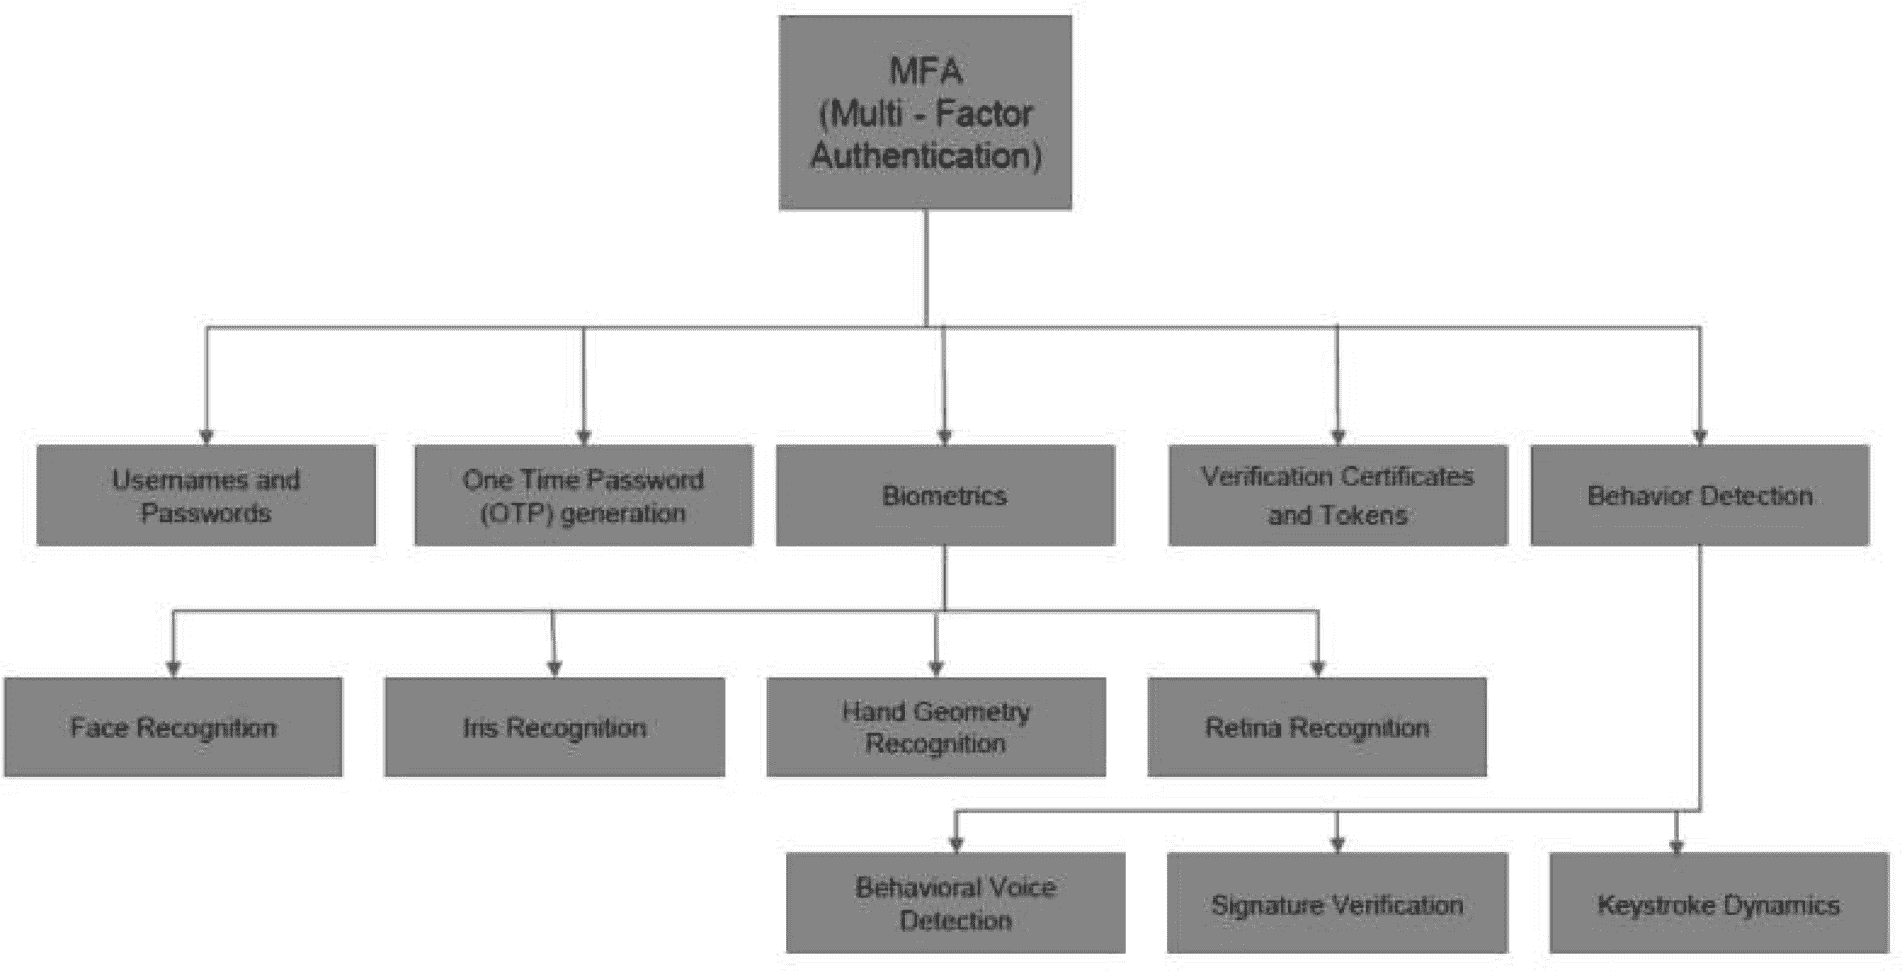 MFA
(Multi - Factor
Authentication)
Usernames and
Passwords
One Time Password
(OTP) generation
Biometrics
Verification Certificates
and Tokens
Behavior Detection
Face Recognition
Iris Recognition
Hand Geometry
Recognition
Retina Recognition
Behavioral Voice
Detection
Signature Verification
Keystroke Dynamics